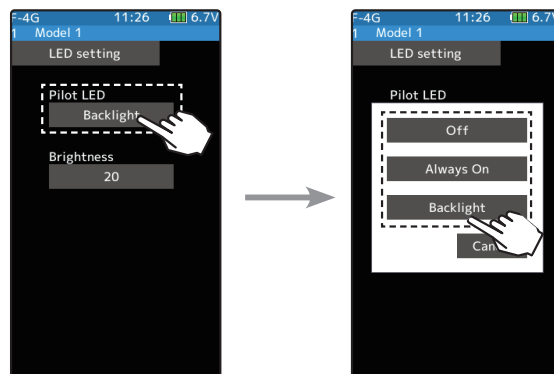 F-4G 11:26 6.7V
1 Model 1
LED setting
Pilot LED
Backlight
Brightness
20
F-4G 11:26 6.7V
1 Model 1
LED setting
Pilot LED
Off
Always On
Backlight